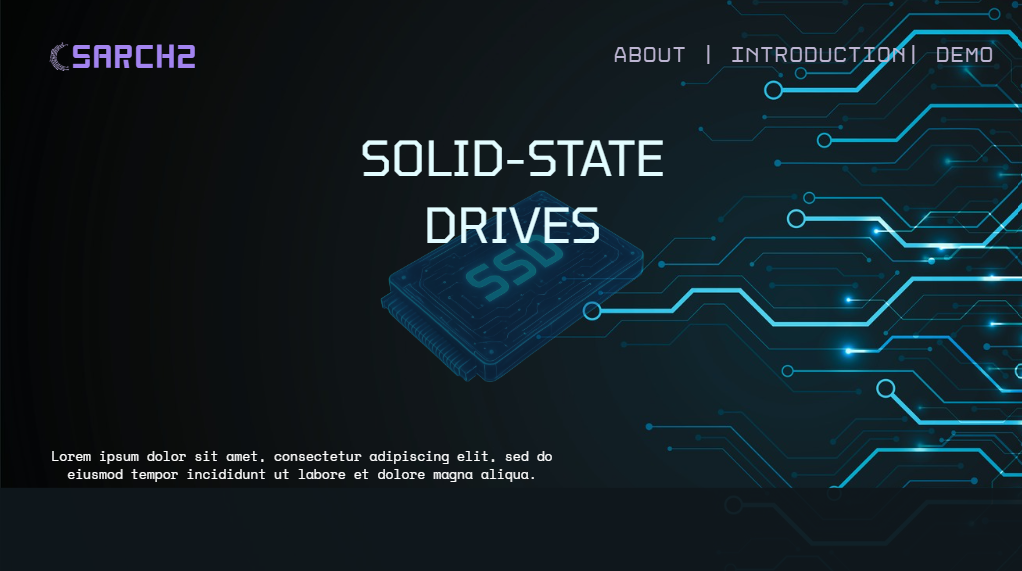 CSARCH2
ABOUT | INTRODUCTION| DEMO
SOLID-STATE
DRIVES
SSD
Lorem ipsum dolor sit amet, consectetur adipiscing elit, sed do
eiusmod tempor incididunt ut labore et dolore magna aliqua.